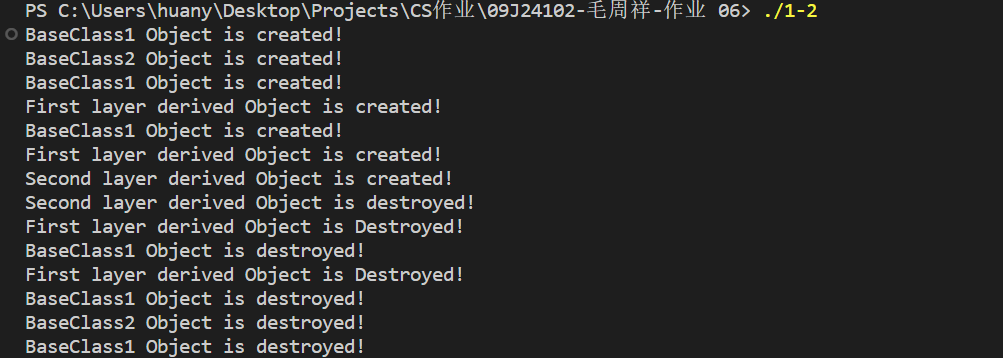 PS C:\Users\huany\Desktop\Projects\CS作业\09J24102-毛周祥-作业 06> ./1-2
BaseClass1 Object is created!
BaseClass2 Object is created!
BaseClass1 Object is created!
First layer derived Object is created!
BaseClass1 Object is created!
First layer derived Object is created!
Second layer derived Object is created!
Second layer derived Object is destroyed!
First layer derived Object is Destroyed!
BaseClass1 Object is destroyed!
First layer derived Object is Destroyed!
BaseClass1 Object is destroyed!
BaseClass2 Object is destroyed!
BaseClass1 Object is destroyed!